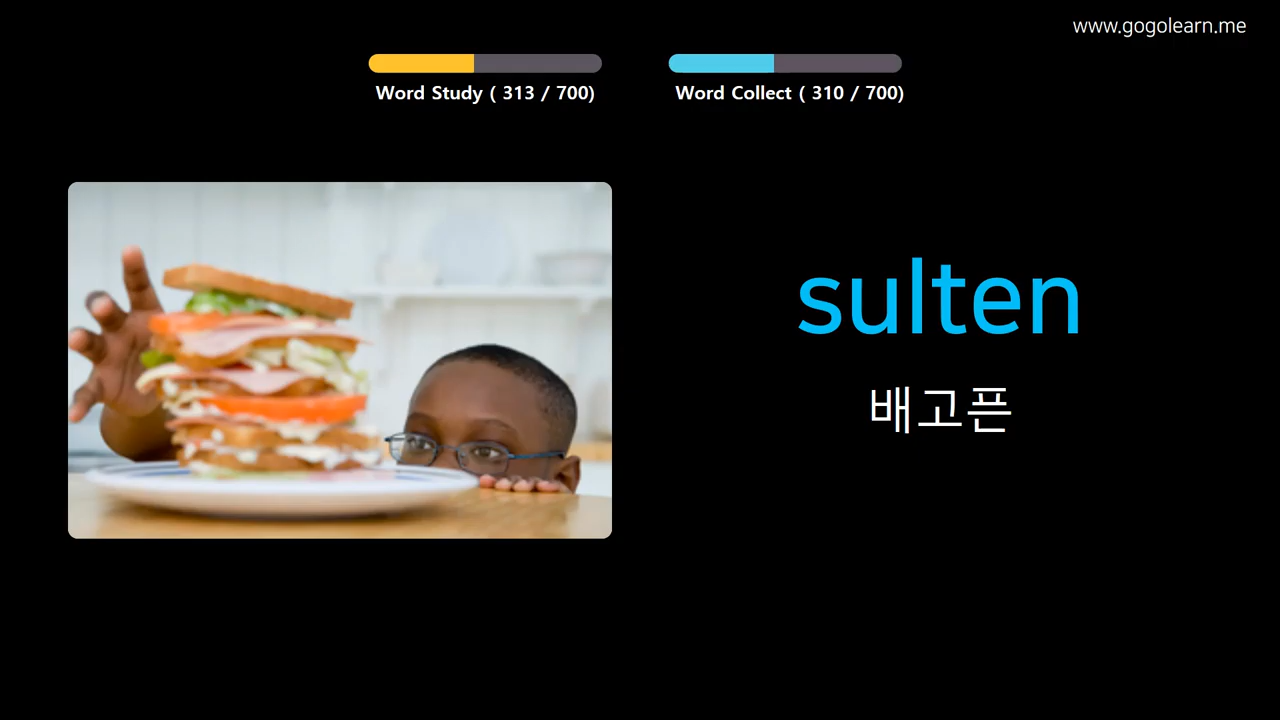 www.gogolearn.me
Word Study ( 313 / 700)
Word Collect ( 310 / 700)
sulten
배고픈